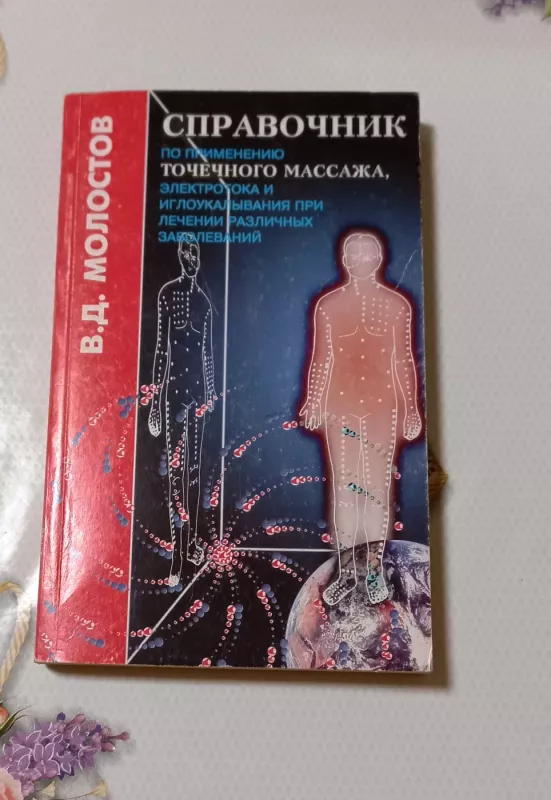 В.Д. МОЛОСТОВ
СПРАВОЧНИК
ПО ПРИМЕНЕНИЮ
ТОЧЕЧНОГО МАССАЖА,
ЭЛЕКТРОТОКА И
ИГЛОУКАЛЫВАНИЯ ПРИ
ЛЕЧЕНИИ РАЗЛИЧНЫХ
ЗАБОЛЕВАНИЙ